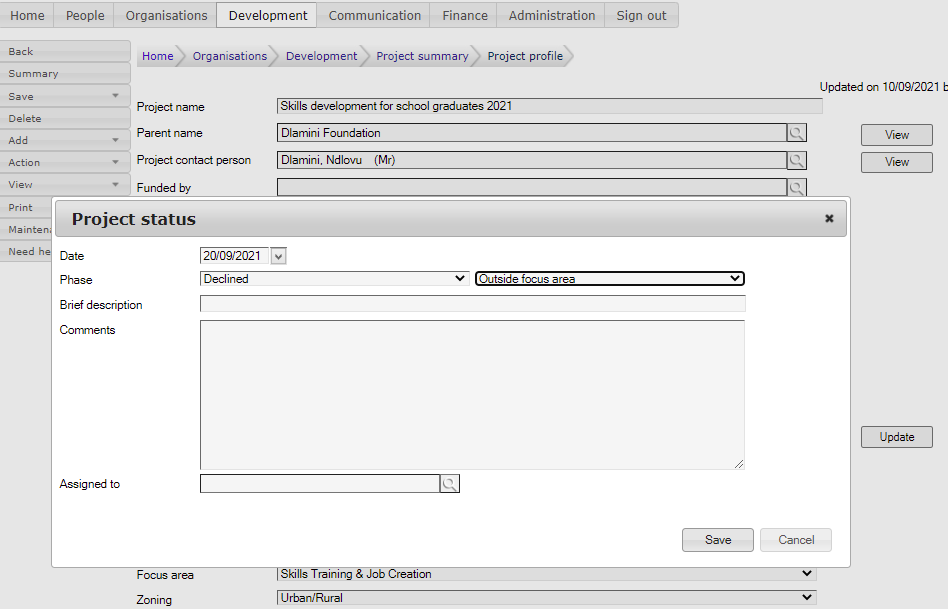 Home People Organisations Development Communication Finance Administration Sign out
Back
Summary
Save
Delete
Add
Action
View
Print
Maintena
Need he
Home Organisations Development Project summary Project profile
Updated on 10/09/2021 b
Project name Skills development for school graduates 2021
Parent name Dlamini Foundation View
Project contact person Dlamini, Ndlovu (Mr) View
Funded by
Project status
Date 20/09/2021
Phase Declined Outside focus area
Brief description
Comments
Update
Assigned to
Save Cancel
Focus area Skills Training & Job Creation
Zoning Urban/Rural